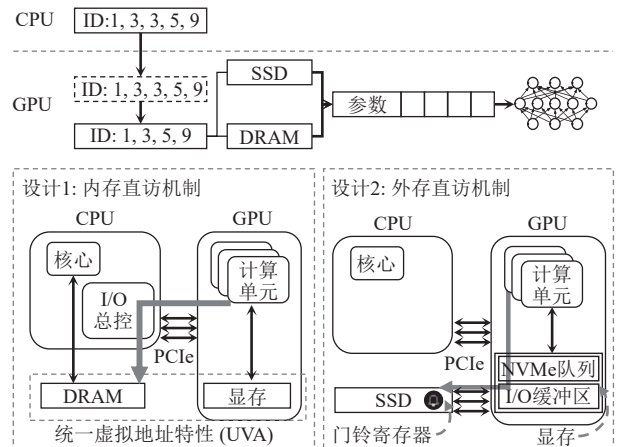 CPU
ID:1, 3, 3, 5, 9
GPU
ID: 1, 3, 3, 5, 9
ID: 1, 3, 5, 9
SSD
DRAM
参数
设计1: 内存直访机制
CPU
GPU
核心
I/O
总控
计算
单元
PCIe
DRAM
显存
统一虚拟地址特性 (UVA)
设计2: 外存直访机制
CPU
GPU
核心
计算
单元
PCIe
NVMe队列
I/O缓冲区
SSD
门铃寄存器
显存